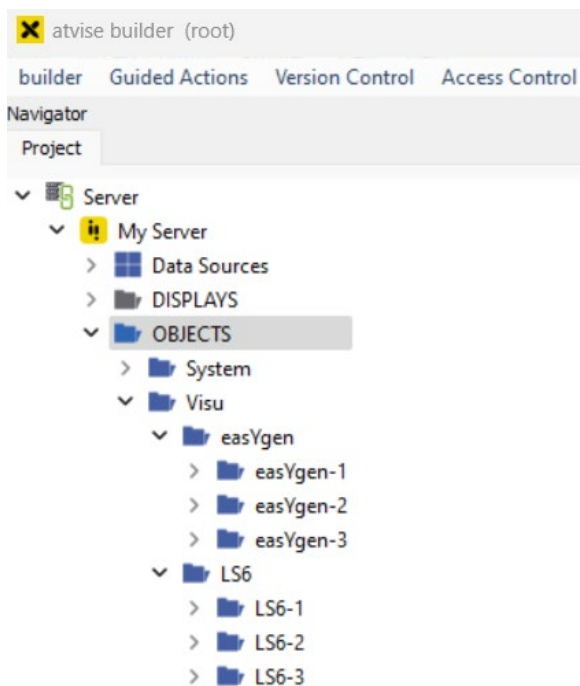 atvise builder (root)
builder Guided Actions Version Control Access Control
Navigator
Project
Server
My Server
Data Sources
DISPLAYS
OBJECTS
System
Visu
easYgen
easYgen-1
easYgen-2
easYgen-3
LS6
LS6-1
LS6-2
LS6-3